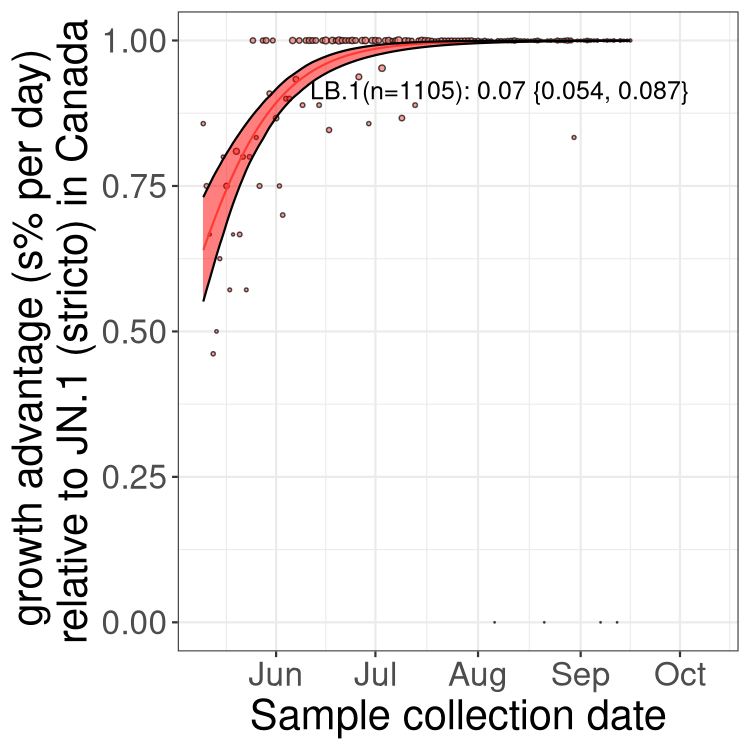 growth advantage (s% per day)
relative to JN.1 (stricto) in Canada
1.00
0.75
0.50
0.25
0.00
LB.1(n=1105): 0.07 {0.054, 0.087}
Jun Jul Aug Sep Oct
Sample collection date